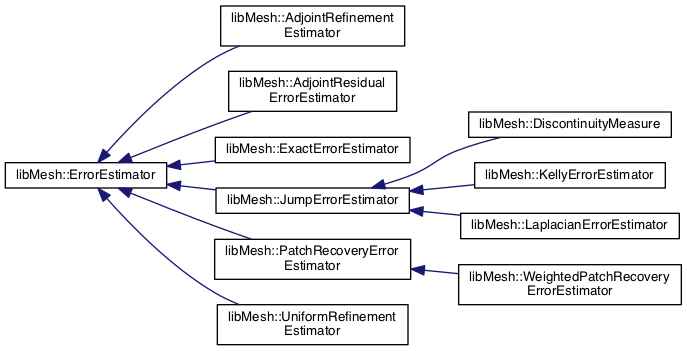 libMesh::AdjointRefinement
Estimator
libMesh::AdjointResidual
ErrorEstimator
libMesh::DiscontinuityMeasure
libMesh::ExactErrorEstimator
libMesh::ErrorEstimator
libMesh::KellyErrorEstimator
libMesh::JumpErrorEstimator
libMesh::LaplacianErrorEstimator
libMesh::PatchRecoveryError
Estimator
libMesh::WeightedPatchRecovery
ErrorEstimator
libMesh::UniformRefinement
Estimator